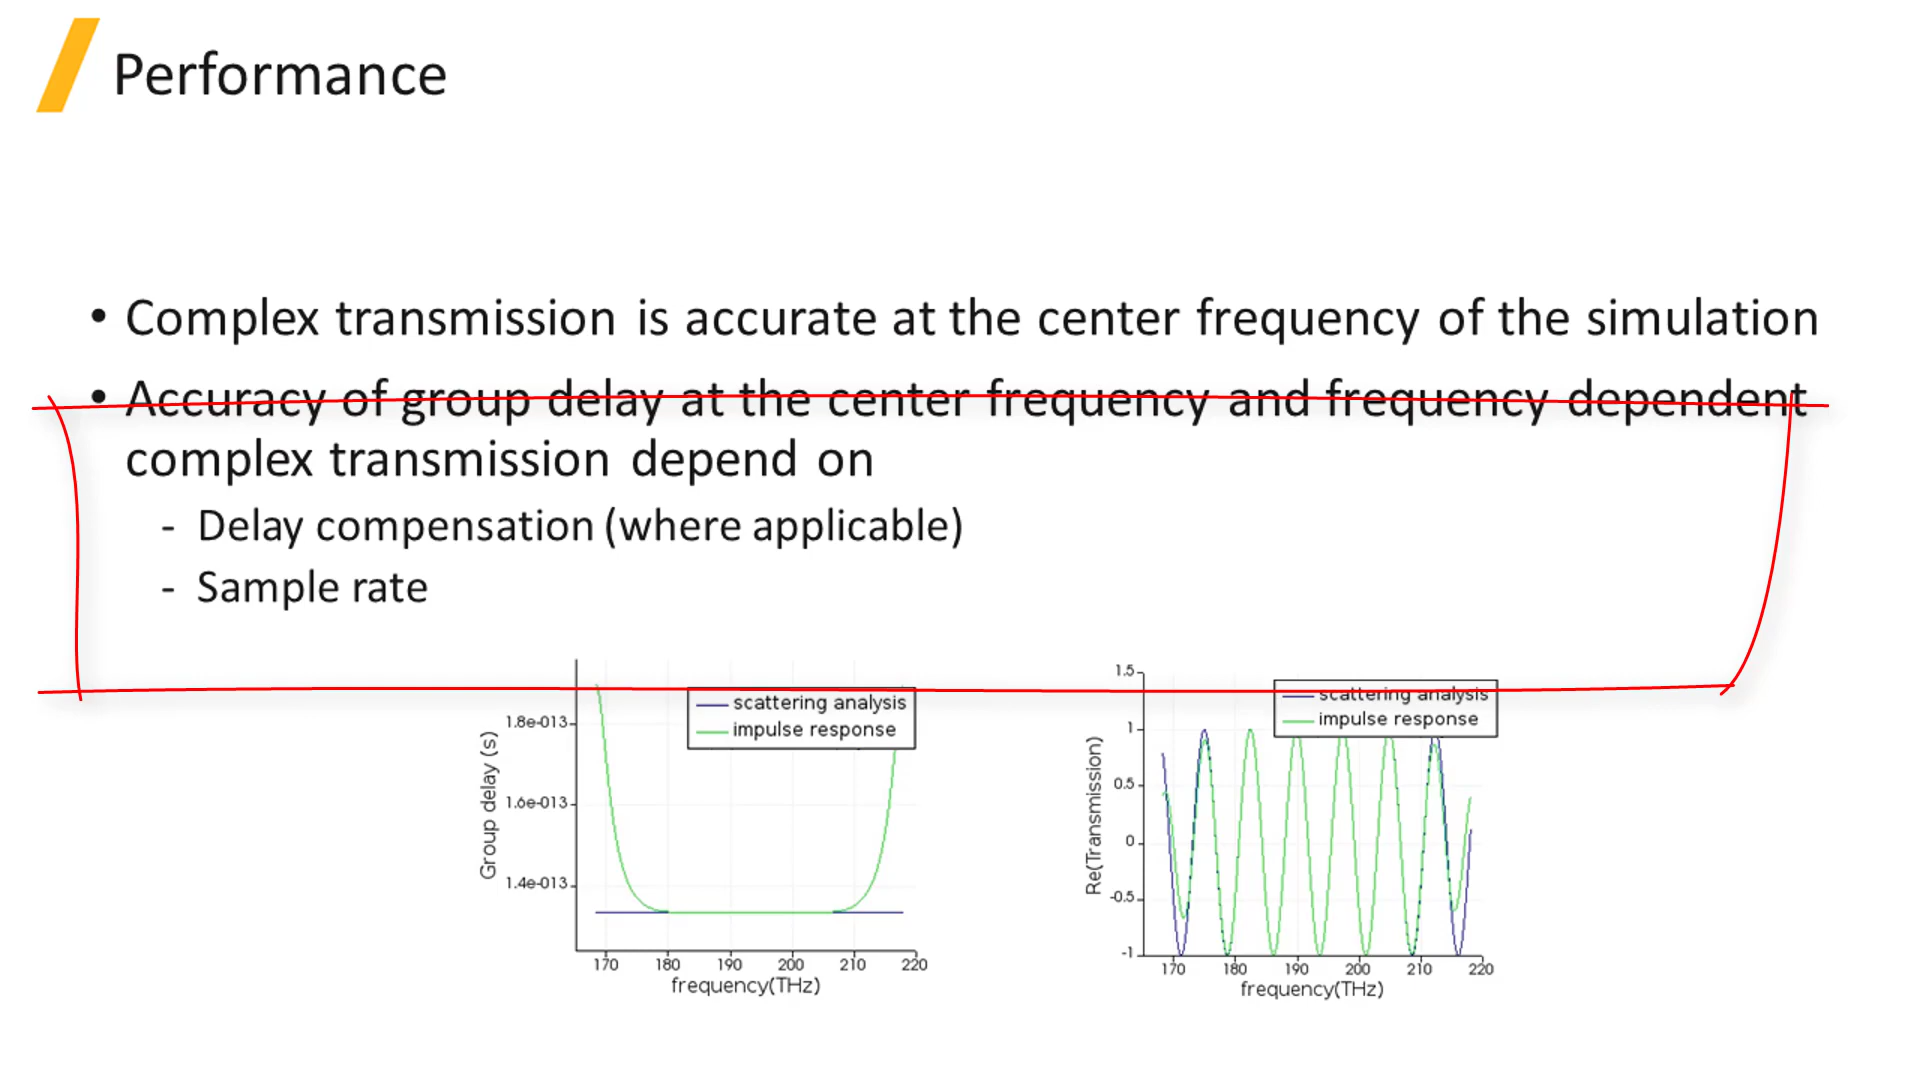 Performance
• Complex transmission is accurate at the center frequency of the simulation
• Accuracy of group delay at the center frequency and frequency dependent
complex transmission depend on
- Delay compensation (where applicable)
- Sample rate
scattering analysis
impulse response
1.8e-013
1.6e-013
1.4e-013
Group delay (s)
170 180 190 200 210 220
frequency(THz)
scattering analysis
impulse response
1.5
1
0.5
0
-0.5
-1
Re(Transmission)
170 180 190 200 210 220
frequency(THz)